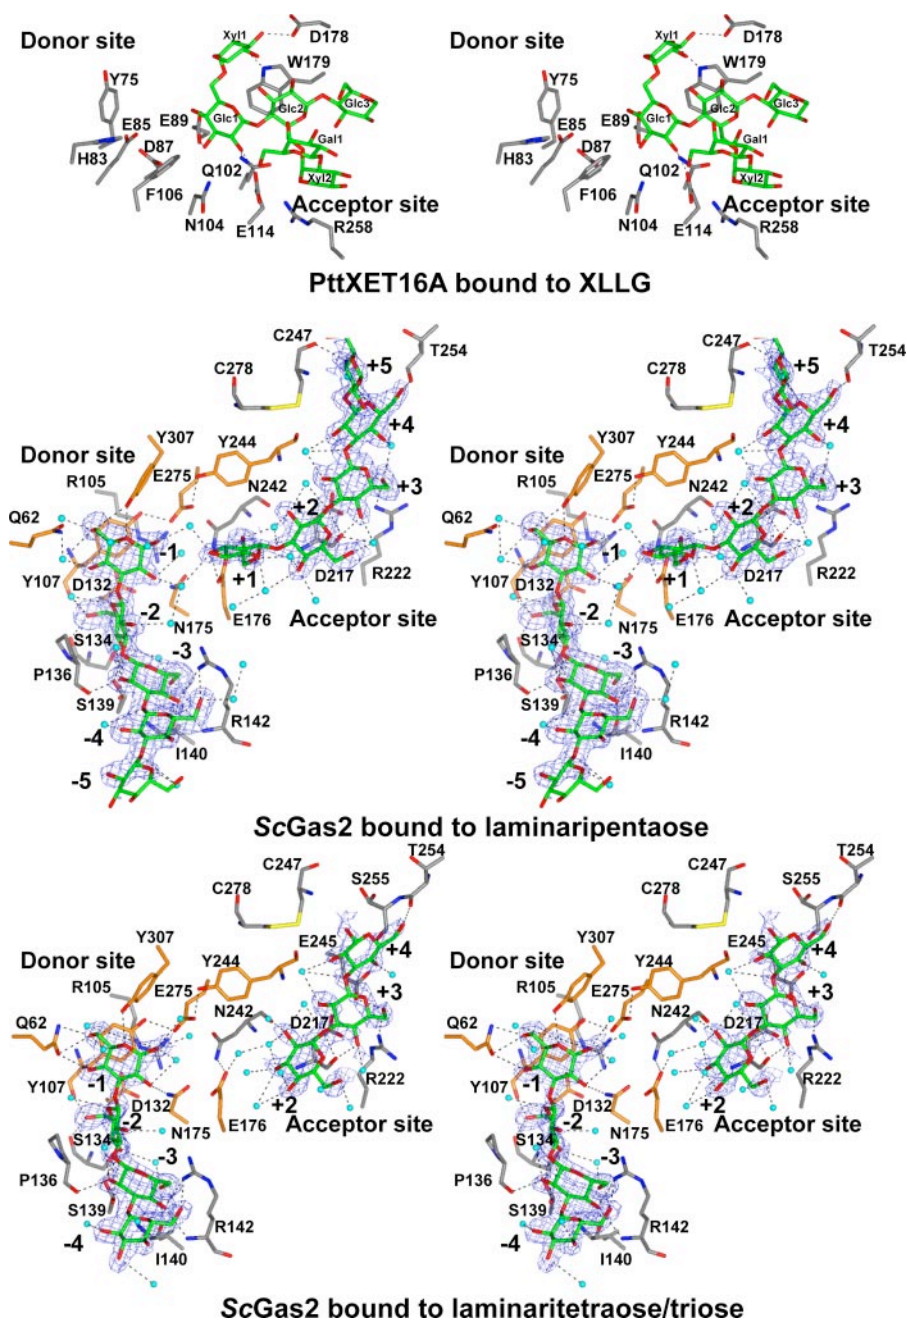 Donor site
Xyl1
D178
W179
Y75
Glc2
Glc3
E85
E89
Glc1
H83
D87
Gal1
Q102
Xyl2
F106
Acceptor site
N104
E114
R258
Donor site
Xyl1
D178
W179
Y75
Glc2
Glc3
E85
E89
Glc1
H83
D87
Gal1
Q102
Xyl2
F106
Acceptor site
N104
E114
R258
PttXET16A bound to XLLG
C247
T254
C278
+5
+4
Y307
Y244
Donor site
E275
R105
N242
+3
+2
Q62
-1
+1
R222
Y107
D132
D217
-2
E176
Acceptor site
N175
S134
-3
P136
S139
R142
-4
I140
-5
C247
T254
C278
+5
+4
Y307
Y244
Donor site
E275
R105
N242
+3
+2
Q62
-1
+1
R222
Y107
D132
D217
-2
E176
Acceptor site
N175
S134
-3
P136
S139
R142
-4
I140
-5
ScGas2 bound to laminaripentaose
T254
C247
S255
C278
Y307
E245
+4
Donor site
Y244
R105
E275
+3
N242
D217
Q62
Y107
-1
R222
D132
+2
-2
E176
Acceptor site
S134
N175
-3
P136
S139
R142
-4
I140
T254
C247
S255
C278
Y307
E245
+4
Donor site
Y244
R105
E275
+3
N242
D217
Q62
Y107
-1
R222
D132
+2
-2
E176
Acceptor site
S134
N175
-3
P136
S139
R142
-4
I140
ScGas2 bound to laminaritetraose/triose